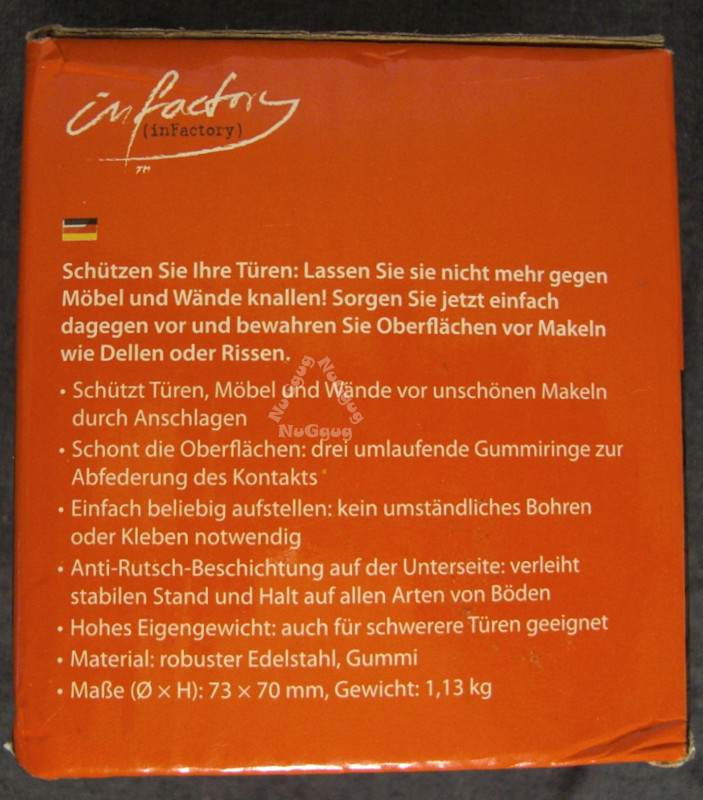 infactory
(inFactory)
TM
Schützen Sie Ihre Türen: Lassen Sie sie nicht mehr gegen
Möbel und Wände knallen! Sorgen Sie jetzt einfach
dagegen vor und bewahren Sie Oberflächen vor Makeln
wie Dellen oder Rissen.
• Schützt Türen, Möbel und Wände vor unschönen Makeln
durch Anschlagen
• Schont die Oberflächen: drei umlaufende Gummiringe zur
Abfederung des Kontakts
• Einfach beliebig aufstellen: kein umständliches Bohren
oder Kleben notwendig
• Anti-Rutsch-Beschichtung auf der Unterseite: verleiht
stabilen Stand und Halt auf allen Arten von Böden
• Hohes Eigengewicht: auch für schwerere Türen geeignet
• Material: robuster Edelstahl, Gummi
• Maße (Ø × H): 73 × 70 mm, Gewicht: 1,13 kg
NuGgug
NuGgug
NuGgug